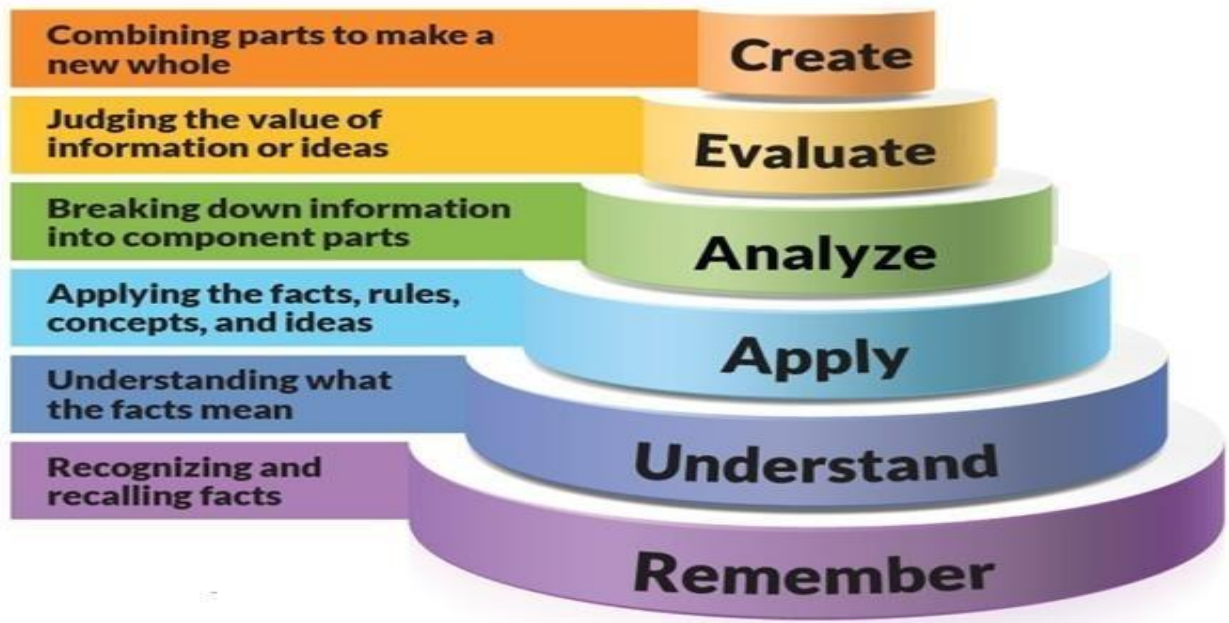 Combining parts to make a
new whole
Create
Judging the value of
information or ideas
Evaluate
Breaking down information
into component parts
Analyze
Applying the facts, rules,
concepts, and ideas
Apply
Understanding what
the facts mean
Understand
Recognizing and
recalling facts
Remember